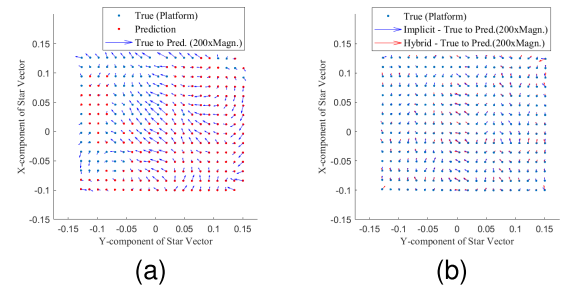 True (Platform)
Prediction
True to Pred. (200xMagn.)
0.15
0.1
0.05
0
-0.05
-0.1
-0.15
X-component of Star Vector
-0.15
-0.1
-0.05
0
0.05
0.1
0.15
Y-component of Star Vector
(a)
True (Platform)
Implicit - True to Pred.(200xMagn.)
Hybrid - True to Pred.(200xMagn.)
0.15
0.1
0.05
0
-0.05
-0.1
-0.15
X-component of Star Vector
-0.15
-0.1
-0.05
0
0.05
0.1
0.15
Y-component of Star Vector
(b)